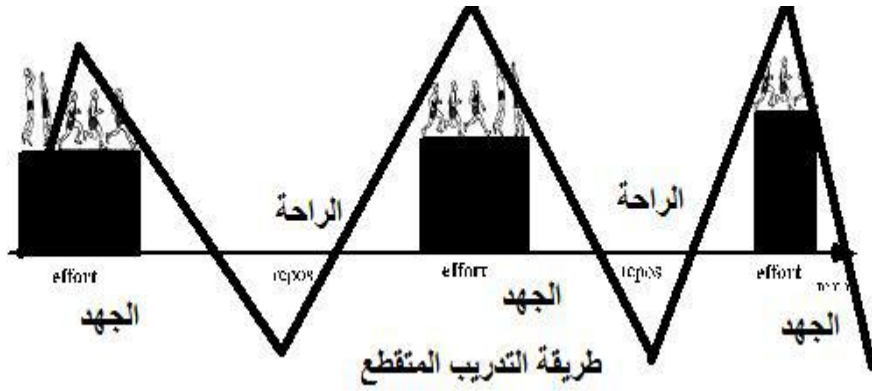 الراحة
الراحة
effort
repos
effort
repos
effort
الجهد
الجهد
الجهد
طريقة التدريب المتقطع